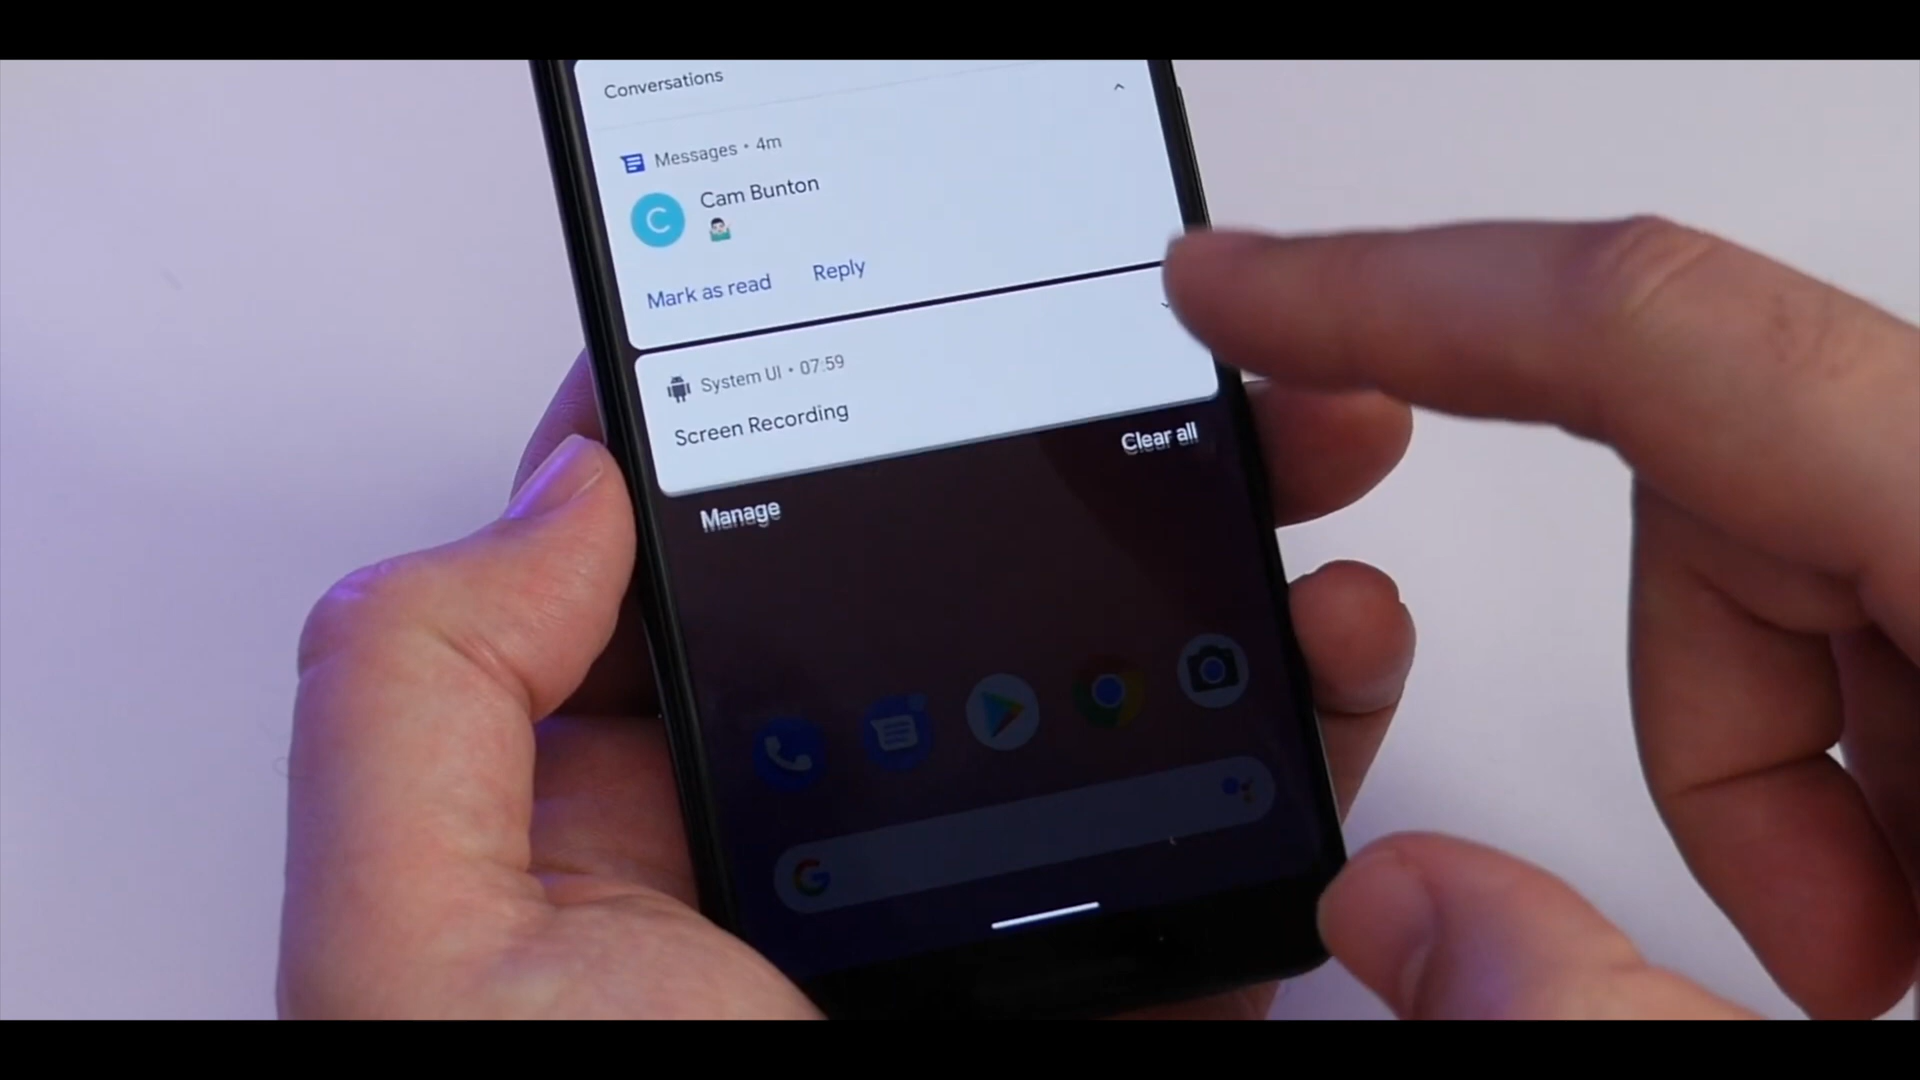 Conversations
Messages • 4m
C
Cam Bunton
Mark as read Reply
System UI • 07:59
Screen Recording
Clear all
Manage
G